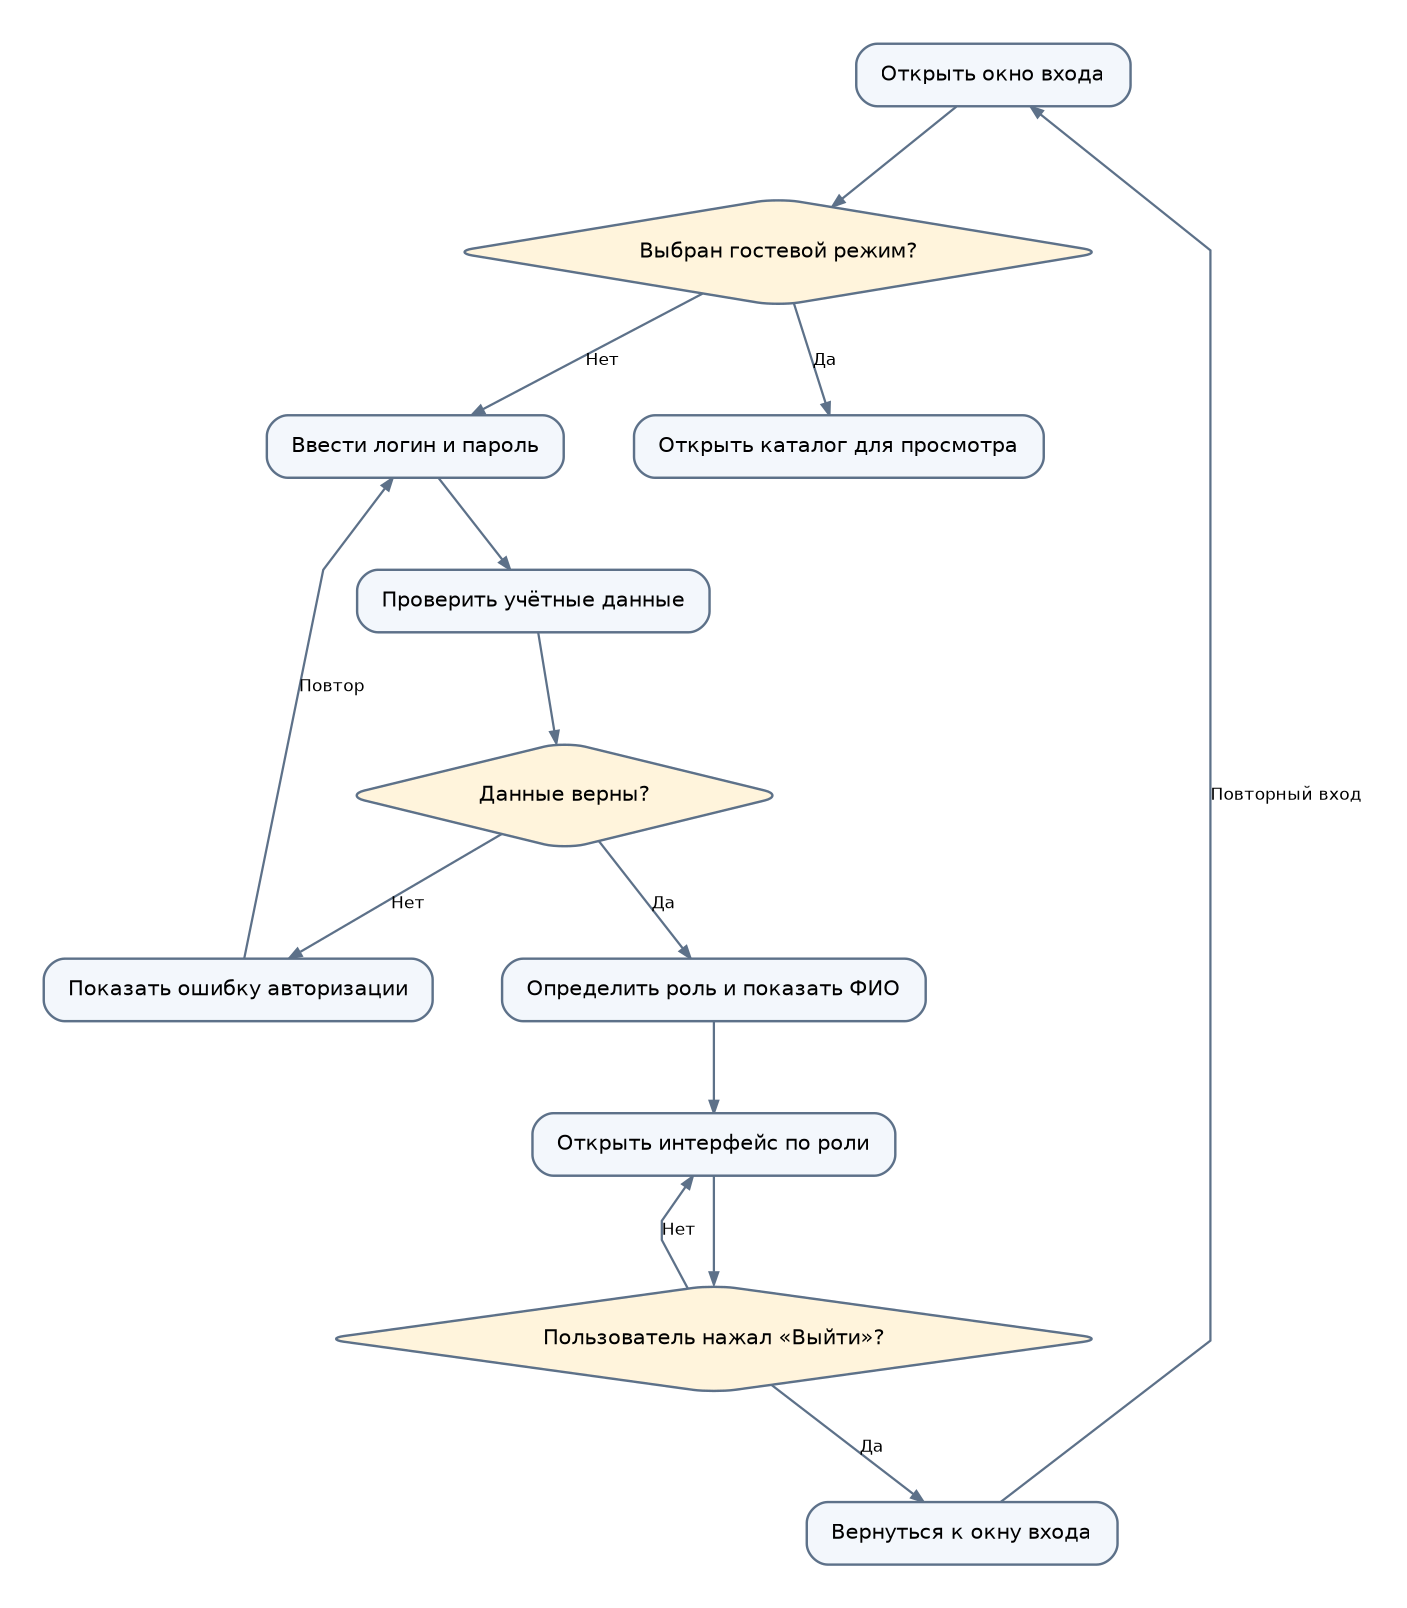 Открыть окно входа
Выбран гостевой режим?
Нет
Да
Ввести логин и пароль
Открыть каталог для просмотра
Проверить учётные данные
Повтор
Данные верны?
Повторный вход
Нет
Да
Показать ошибку авторизации
Определить роль и показать ФИО
Открыть интерфейс по роли
Нет
Пользователь нажал «Выйти»?
Да
Вернуться к окну входа